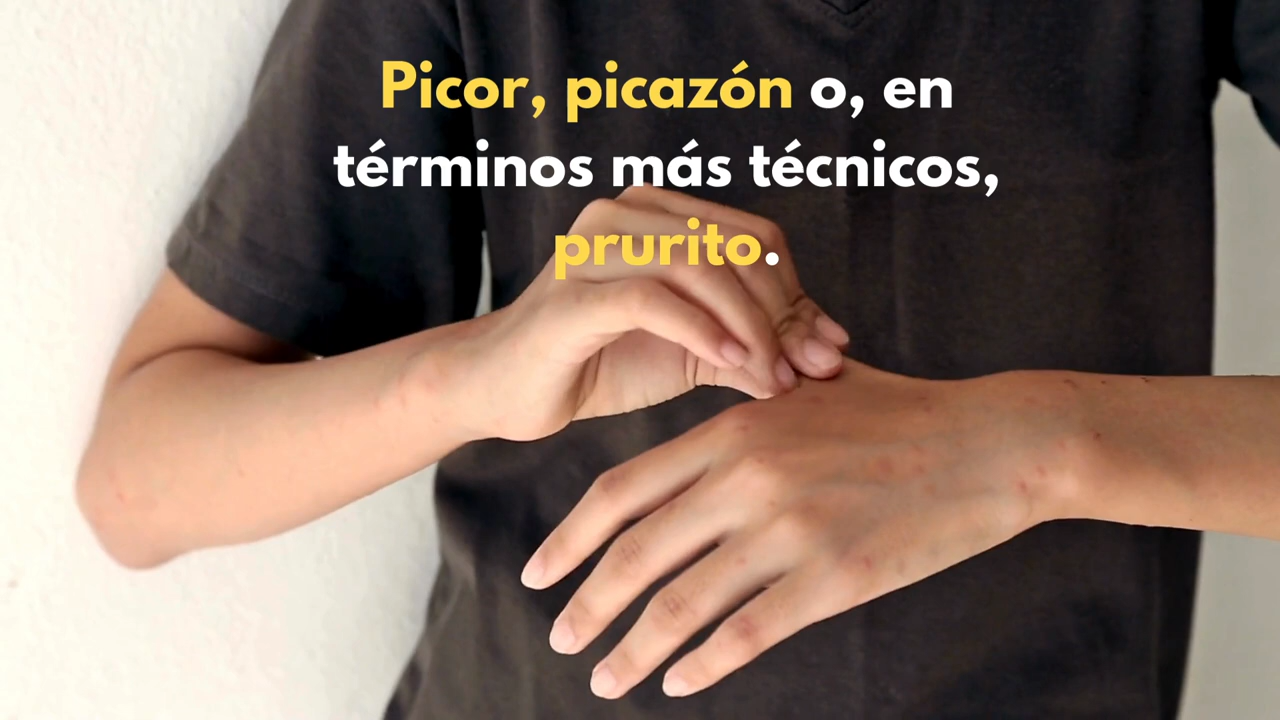 Picor, picazón o, en
términos más técnicos,
prurito.